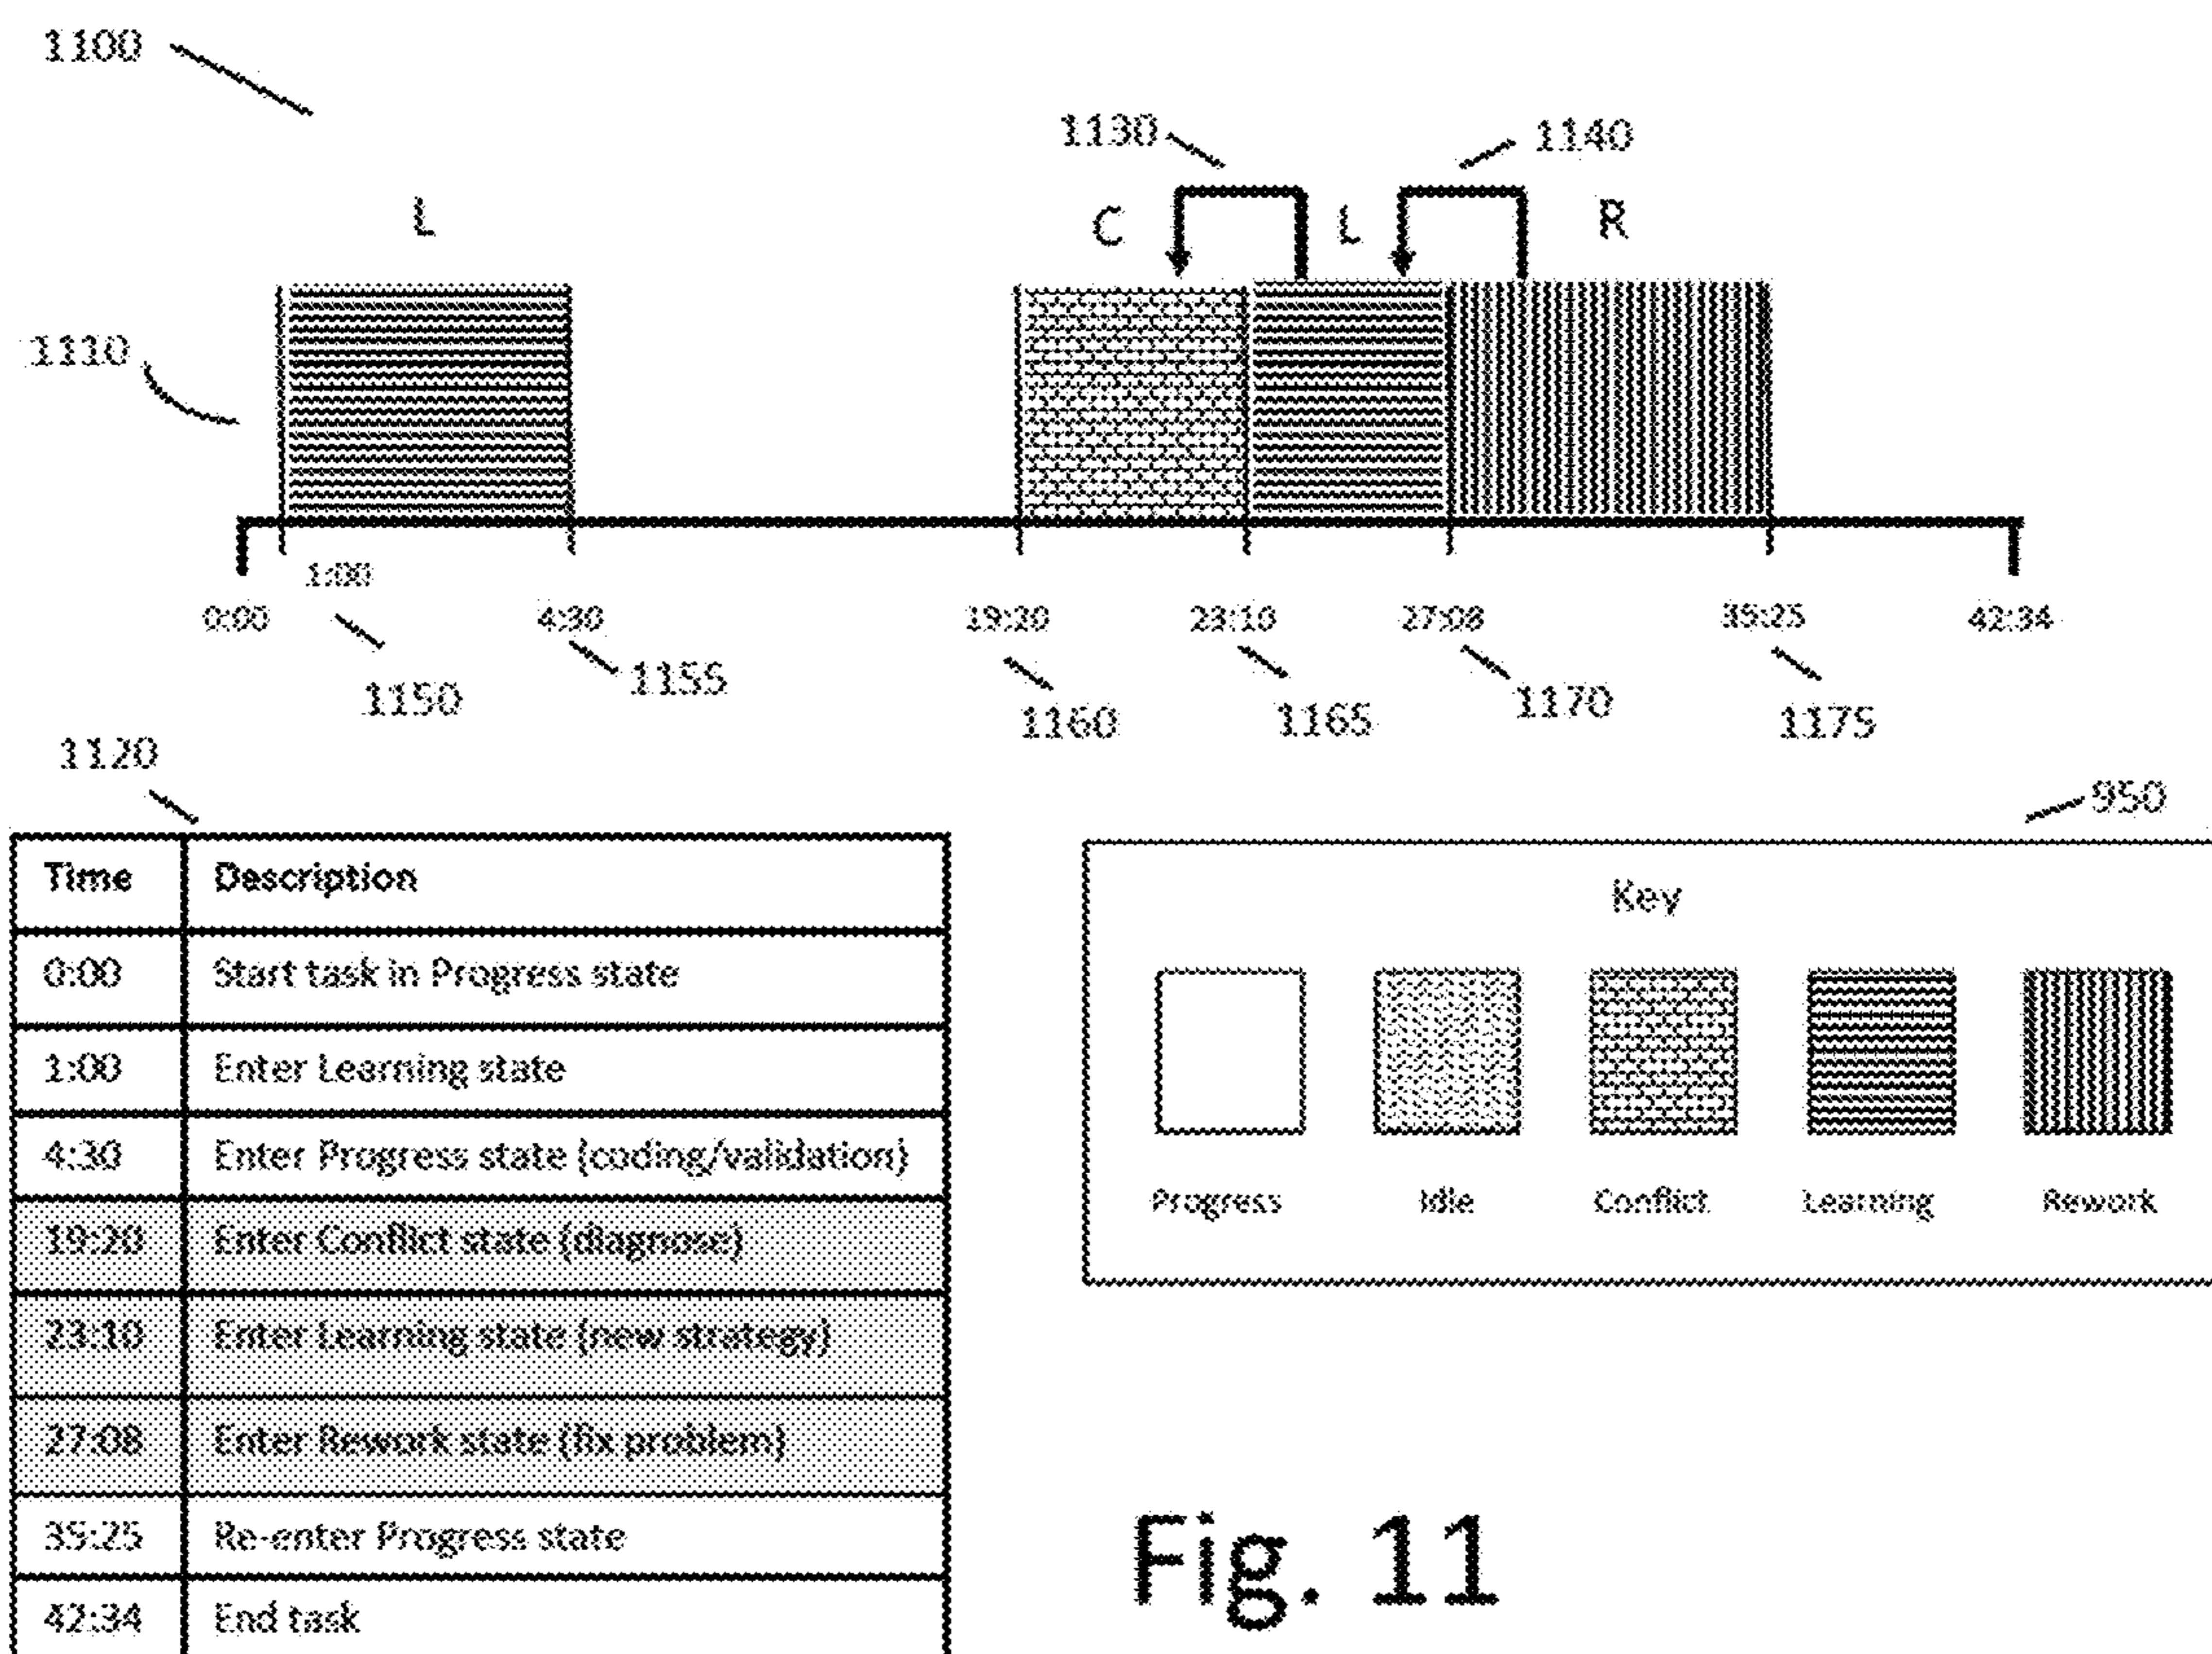 1100
1130
1140
L
C
L
R
1110
1:00
0:00
4:30
19:20
23:10
27:08
35:25
42:34
1150
1155
1160
1165
1170
1175
1120
950
Time Description
0:00 Start task in Progress state
1:00 Enter Learning state
4:30 Enter Progress state (coding/validation)
19:20 Enter Conflict state (diagnose)
23:10 Enter Learning state (new strategy)
27:08 Enter Rework state (fix problem)
35:25 Re-enter Progress state
42:34 End task
Key
Progress Idle Conflict Learning Rework
Fig. 11